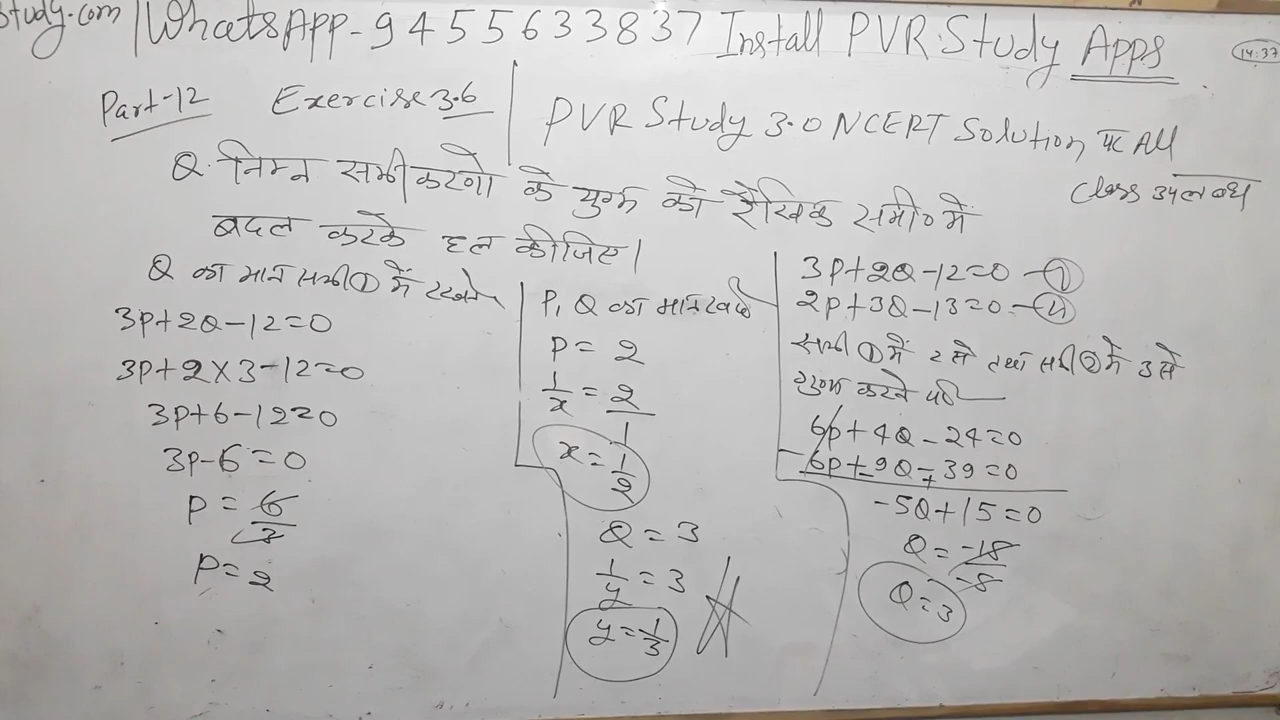 Study.com | WhatsApp-9455633837 Install PVR Study Apps
14:37
Part-12 Exercise 3.6
PVR Study 3.0 NCERT Solution, पर All
Class उपलब्ध
Q. निम्न समीकरणो के युग्म को रैखिक समी० में
बदल करके हल कीजिए।
3P+2Q-12=0 -①
2P+3Q-13=0-②
समी ① में 2 से तथा समी ② में 3 से
गुणा करने पर
6P+4Q-24=0
6P+9Q-39=0
- - +
-5Q+15=0
Q=-15/-5
Q=3
Q का मान समी ① में रखने
3P+2Q-12=0
3P+2×3-12=0
3P+6-12=0
3P-6=0
P=6/3
P=2
P, Q का मान रखने
P=2
1/x=2/1
x=1/2
Q=3
1/y=3
y=1/3